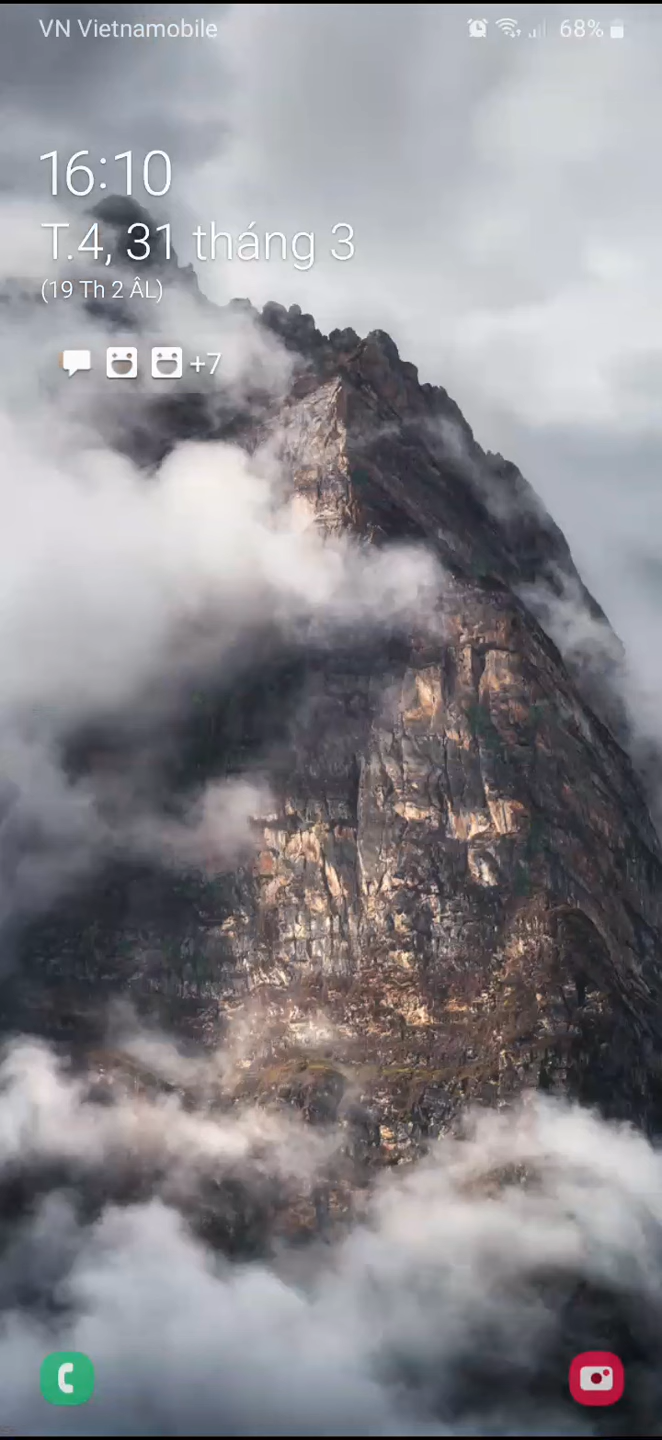 VN Vietnamobile 68%
16:10
T.4, 31 tháng 3
(19 Th 2 ÂL)
+7